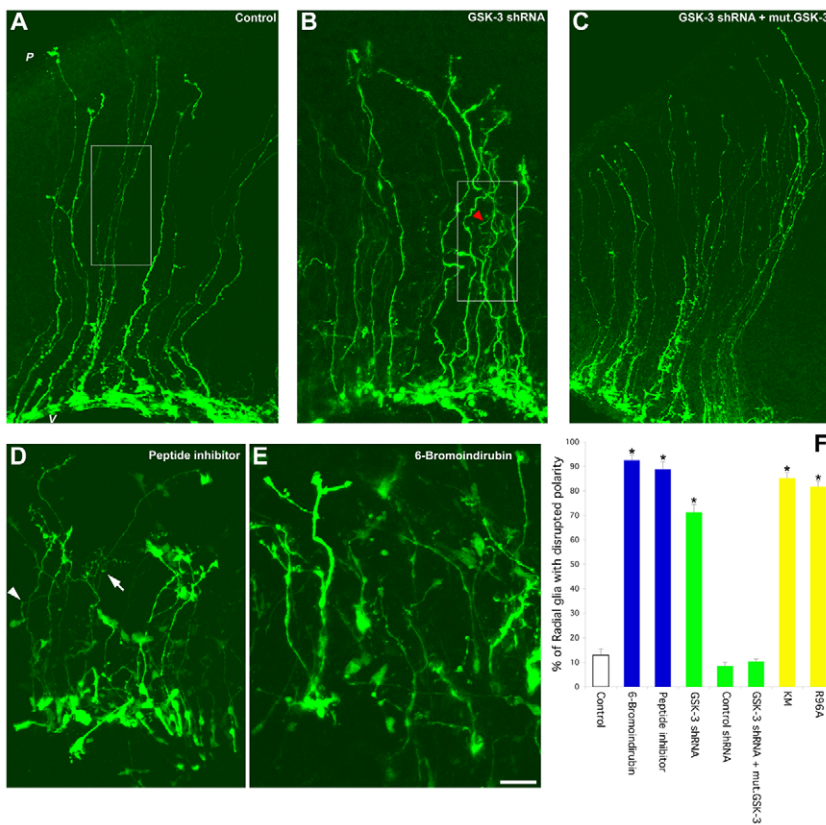 A
Control
P
V
B
GSK-3 shRNA
C
GSK-3 shRNA + mut.GSK-3
D
Peptide inhibitor
E
6-Bromoindirubin
F
% of Radial glia with disrupted polarity
100
90
80
70
60
50
40
30
20
10
0
*
*
*
*
*
Control
6-Bromoindirubin
Peptide inhibitor
GSK-3 shRNA
Control shRNA
GSK-3 shRNA + mut.GSK-3
KM
R96A